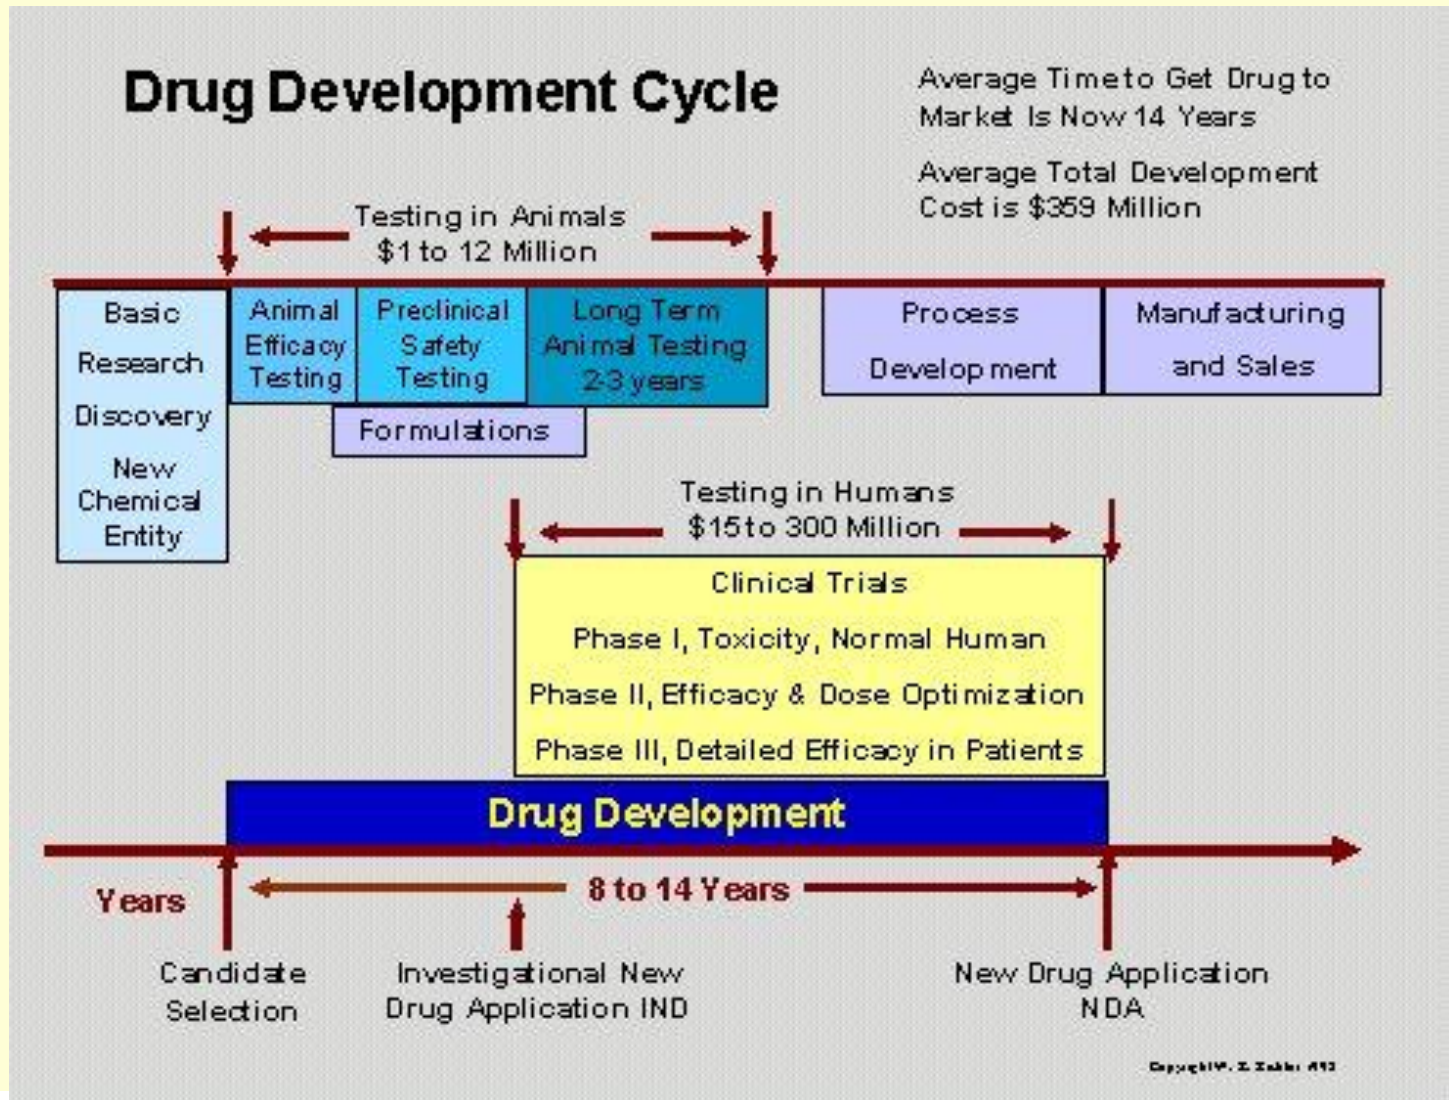 Drug Development Cycle
Average Time to Get Drug to
Market Is Now 14 Years
Average Total Development
Cost is $359 Million
Testing in Animals
$1 to 12 Million
Basic
Research
Discovery
New
Chemical
Entity
Animal
Efficacy
Testing
Preclinical
Safety
Testing
Long Term
Animal Testing
2-3 years
Process
Development
Manufacturing
and Sales
Formulations
Testing in Humans
$15 to 300 Million
Clinical Trials
Phase I, Toxicity, Normal Human
Phase II, Efficacy & Dose Optimization
Phase III, Detailed Efficacy in Patients
Drug Development
Years
8 to 14 Years
Candidate
Selection
Investigational New
Drug Application IND
New Drug Application
NDA
Copyright